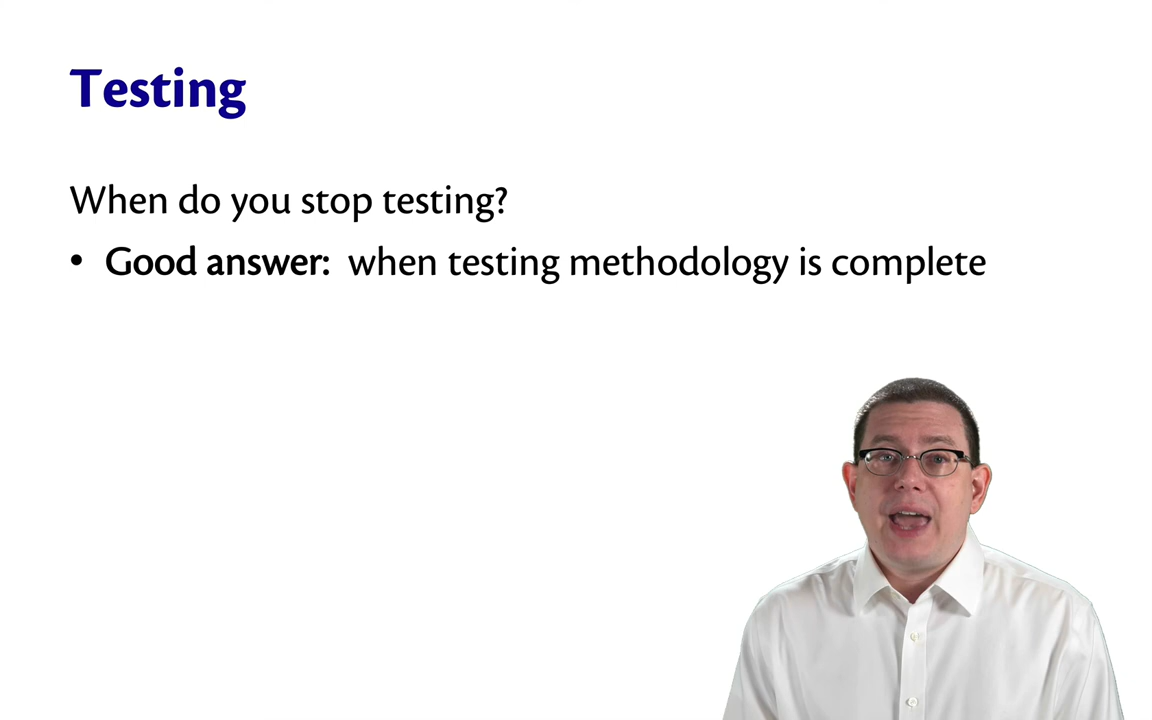 Testing
When do you stop testing?
• Good answer: when testing methodology is complete